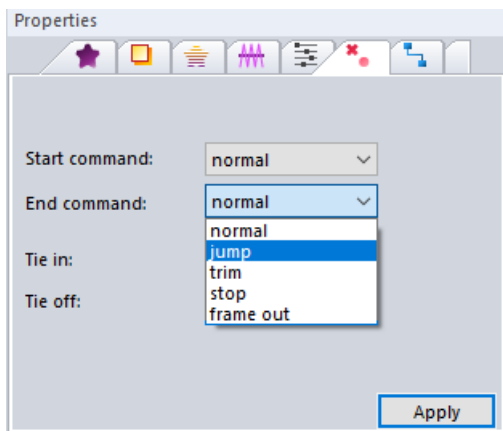 Properties
Start command: normal
End command: normal
normal
jump
Tie in:
trim
stop
Tie off:
frame out
Apply